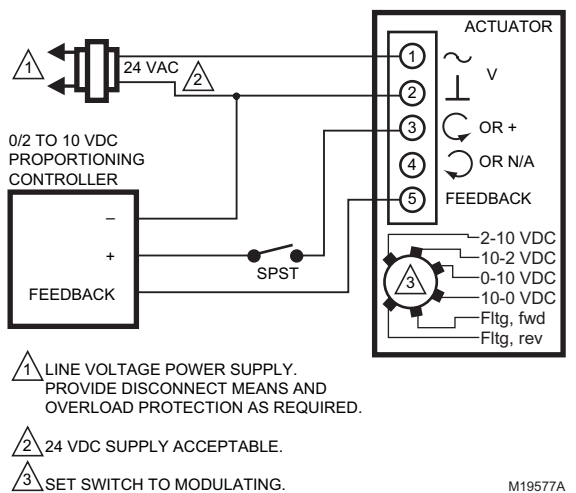 ACTUATOR
1
24 VAC
2
1
V
2
0/2 TO 10 VDC
PROPORTIONING
CONTROLLER
3
OR +
4
OR N/A
5
FEEDBACK
–
+
SPST
FEEDBACK
2-10 VDC
10-2 VDC
0-10 VDC
10-0 VDC
Fltg, fwd
Fltg, rev
3
1 LINE VOLTAGE POWER SUPPLY.
PROVIDE DISCONNECT MEANS AND
OVERLOAD PROTECTION AS REQUIRED.
2 24 VDC SUPPLY ACCEPTABLE.
3 SET SWITCH TO MODULATING.
M19577A